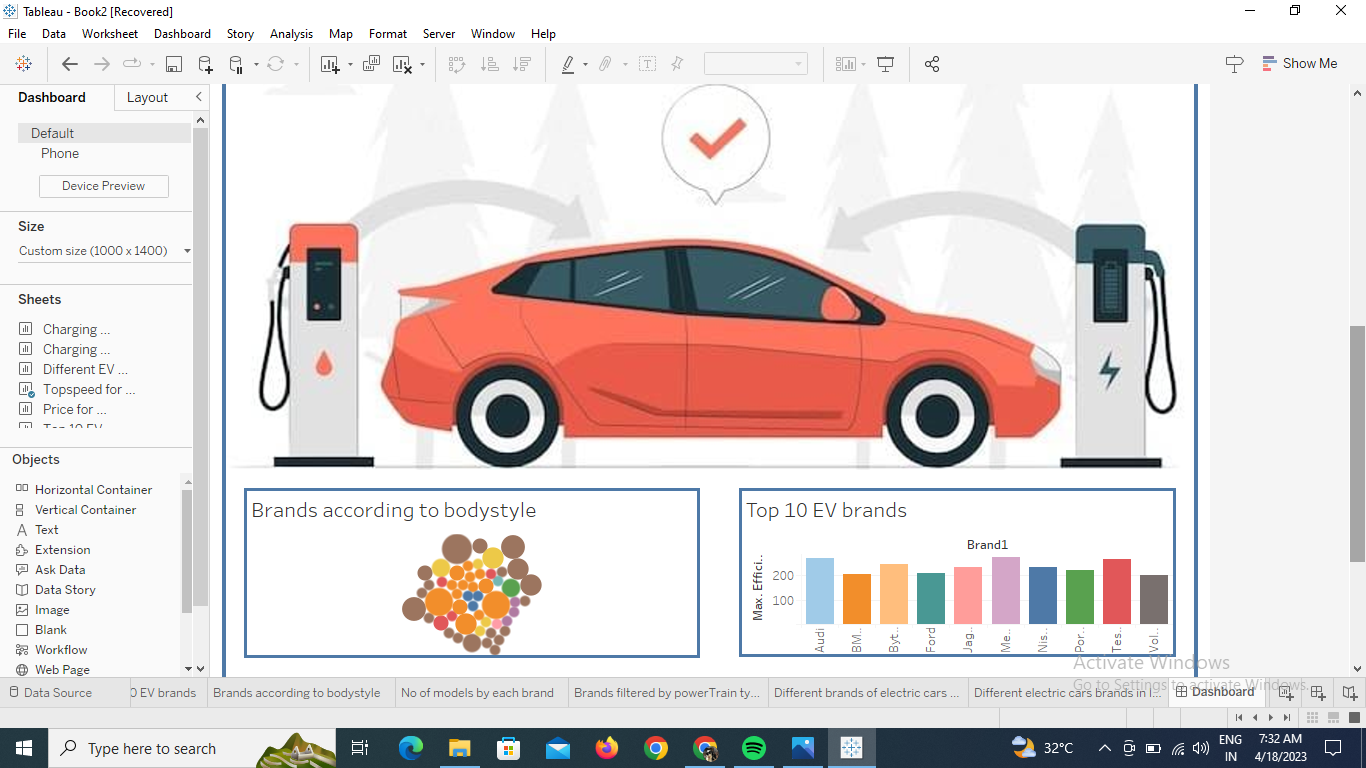 Tableau - Book2 [Recovered]
File Data Worksheet Dashboard Story Analysis Map Format Server Window Help
Show Me
Dashboard Layout
Default
Phone
Device Preview
Size
Custom size (1000 x 1400)
Sheets
Charging ...
Charging ...
Different EV ...
Topspeed for ...
Price for ...
Top 10 EV
Objects
Horizontal Container
Vertical Container
Text
Extension
Ask Data
Data Story
Image
Blank
Workflow
Web Page
Brands according to bodystyle
Top 10 EV brands
Brand1
Max. Effici..
200
100
Audi
BM..
Byt..
Ford
Jag..
Me..
Nis..
Por..
Tes..
Vol..
Activate Windows
Go to Settings to activate Windows.
Data Source 0 EV brands Brands according to bodystyle No of models by each brand Brands filtered by powerTrain ty... Different brands of electric cars ... Different electric cars brands in I... Dashboard
Type here to search
32°C
ENG
IN
7:32 AM
4/18/2023